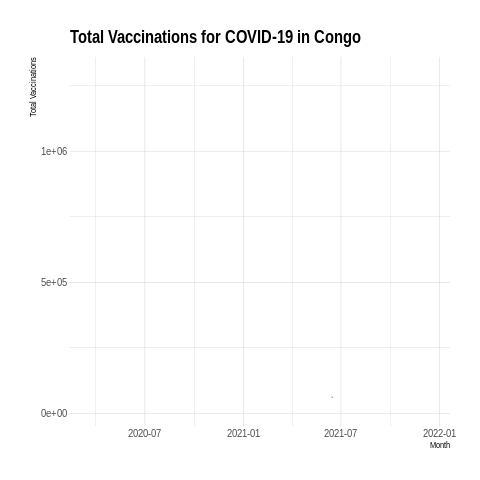 Total Vaccinations for COVID-19 in Congo
Total Vaccinations
1e+06
5e+05
0e+00
2020-07
2021-01
2021-07
2022-01
Month